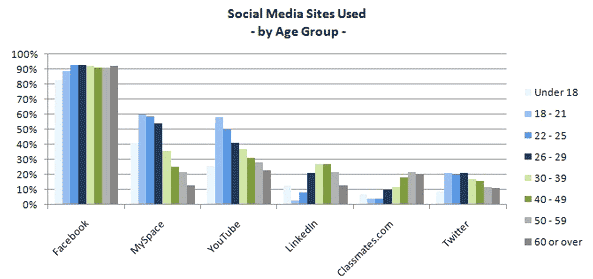 Social Media Sites Used
- by Age Group -
100%
90%
80%
70%
60%
50%
40%
30%
20%
10%
0%
Facebook
MySpace
YouTube
LinkedIn
Classmates.com
Twitter
Under 18
18 - 21
22 - 25
26 - 29
30 - 39
40 - 49
50 - 59
60 or over